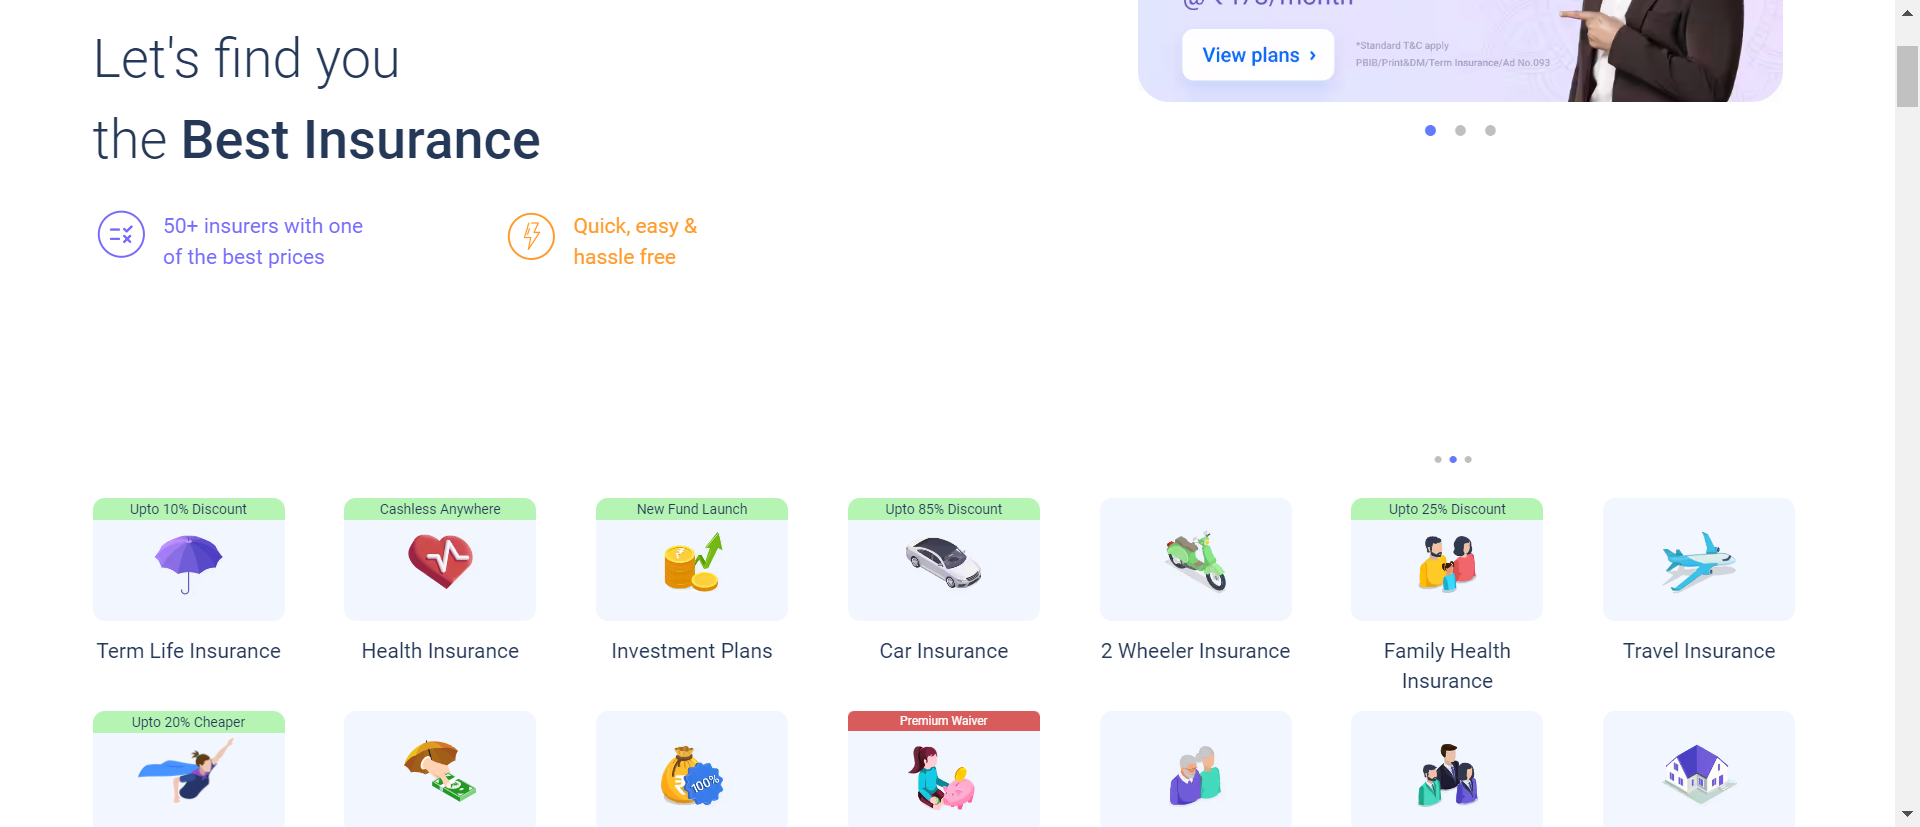 Let's find you
the Best Insurance
50+ insurers with one
of the best prices
Quick, easy &
hassle free
View plans ›
*Standard T&C apply
PBIB/Print&DM/Term Insurance/Ad No.093
Upto 10% Discount
Cashless Anywhere
New Fund Launch
Upto 85% Discount
Upto 25% Discount
Term Life Insurance
Health Insurance
Investment Plans
Car Insurance
2 Wheeler Insurance
Family Health
Insurance
Travel Insurance
Upto 20% Cheaper
Premium Waiver
100%